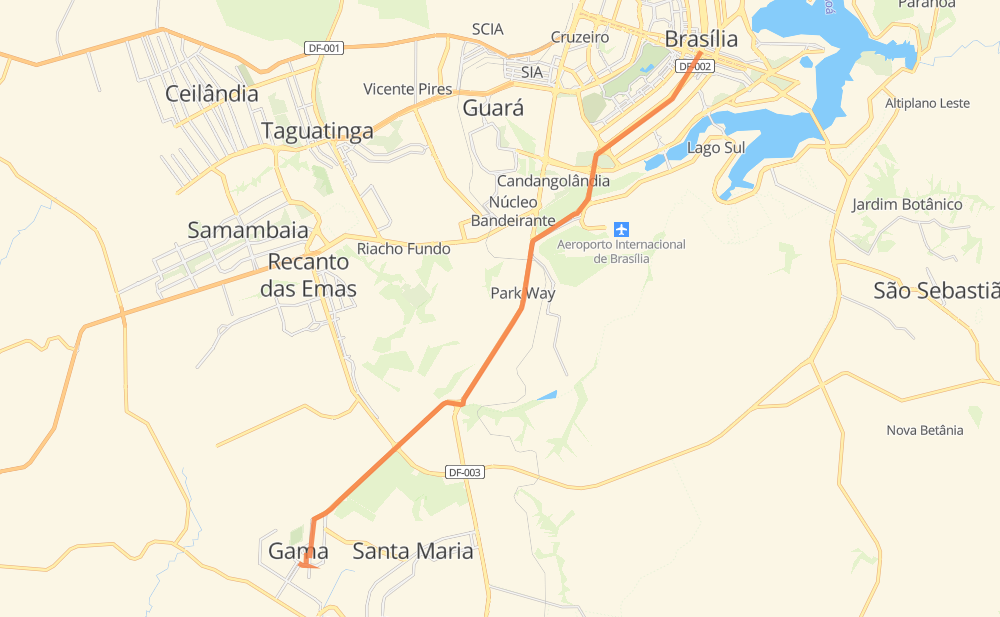 Paranoá
SCIA
Cruzeiro
Brasília
DF-001
DF-002
SIA
Vicente Pires
Ceilândia
Guará
Altiplano Leste
Taguatinga
Lago Sul
Candangolândia
Núcleo
Bandeirante
Jardim Botânico
Samambaia
Riacho Fundo
Aeroporto Internacional
de Brasília
Recanto
das Emas
Park Way
São Sebastiã
Nova Betânia
DF-003
Gama
Santa Maria